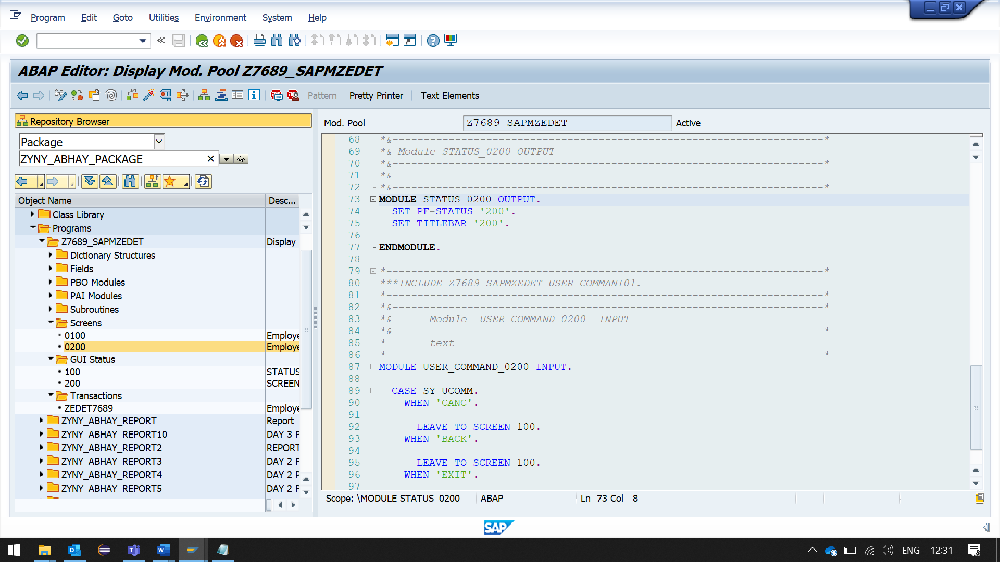 Program Edit Goto Utilities Environment System Help
ABAP Editor: Display Mod. Pool Z7689_SAPMZEDET
Pattern Pretty Printer Text Elements
Repository Browser
Package
ZYNY_ABHAY_PACKAGE
Object Name Desc...
Class Library
Programs
Z7689_SAPMZEDET Display
Dictionary Structures
Fields
PBO Modules
PAI Modules
Subroutines
Screens
0100 Employe
0200 Employe
GUI Status
100 STATUS
200 SCREEN
Transactions
ZEDET7689 Employe
ZYNY_ABHAY_REPORT Report
ZYNY_ABHAY_REPORT10 DAY 3 P
ZYNY_ABHAY_REPORT2 REPORT
ZYNY_ABHAY_REPORT3 DAY 2 P
ZYNY_ABHAY_REPORT4 DAY 2 P
ZYNY_ABHAY_REPORT5 DAY 2 P
Mod. Pool Z7689_SAPMZEDET Active
68 *&---------------------------------------------------------------------*
69 *& Module STATUS_0200 OUTPUT
70 *&---------------------------------------------------------------------*
71 *&
72 *&---------------------------------------------------------------------*
73 MODULE STATUS_0200 OUTPUT.
74 SET PF-STATUS '200'.
75 SET TITLEBAR '200'.
76
77 ENDMODULE.
78
79 *----------------------------------------------------------------------*
80 ***INCLUDE Z7689_SAPMZEDET_USER_COMMANI01.
81 *----------------------------------------------------------------------*
82 *&---------------------------------------------------------------------*
83 *& Module USER_COMMAND_0200 INPUT
84 *&---------------------------------------------------------------------*
85 * text
86 *----------------------------------------------------------------------*
87 MODULE USER_COMMAND_0200 INPUT.
88
89 CASE SY-UCOMM.
90 WHEN 'CANC'.
91
92 LEAVE TO SCREEN 100.
93 WHEN 'BACK'.
94
95 LEAVE TO SCREEN 100.
96 WHEN 'EXIT'.
97
Scope: \MODULE STATUS_0200 ABAP Ln 73 Col 8
SAP
ENG 12:31